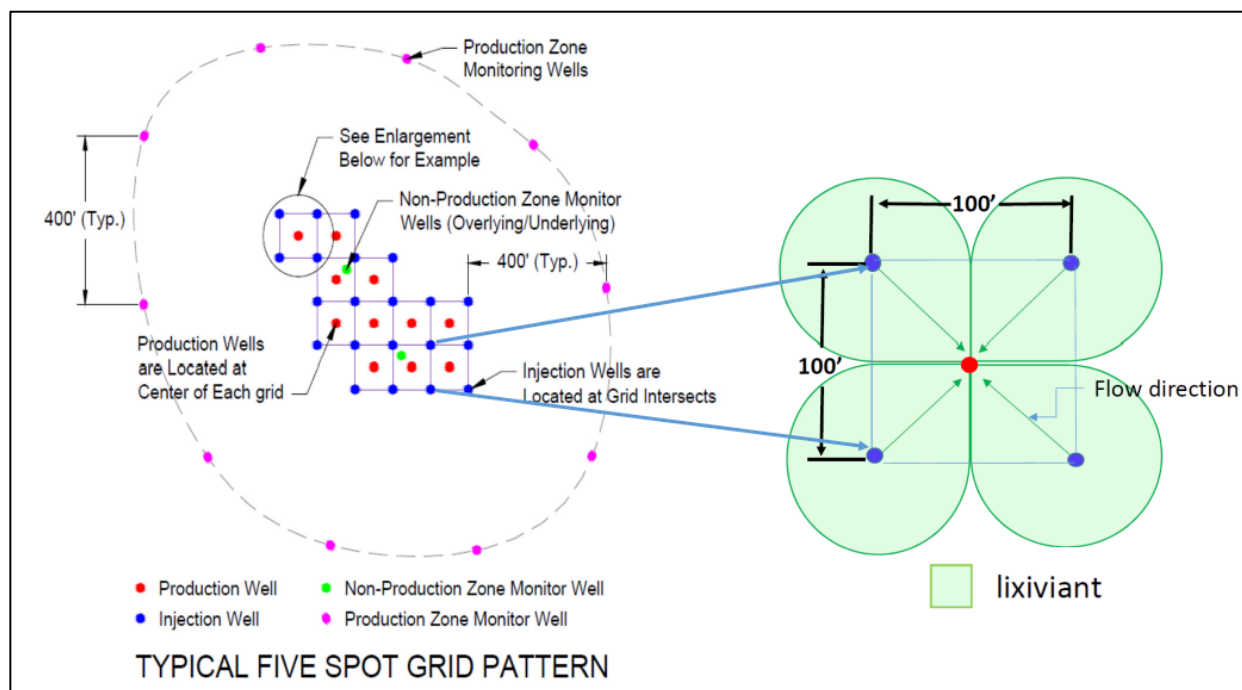 Production Zone
Monitoring Wells
See Enlargement
Below for Example
Non-Production Zone Monitor
Wells (Overlying/Underlying)
400' (Typ.)
400' (Typ.)
Production Wells
are Located at
Center of Each grid
Injection Wells are
Located at Grid Intersects
100'
100'
Flow direction
Production Well
Non-Production Zone Monitor Well
Injection Well
Production Zone Monitor Well
lixiviant
TYPICAL FIVE SPOT GRID PATTERN